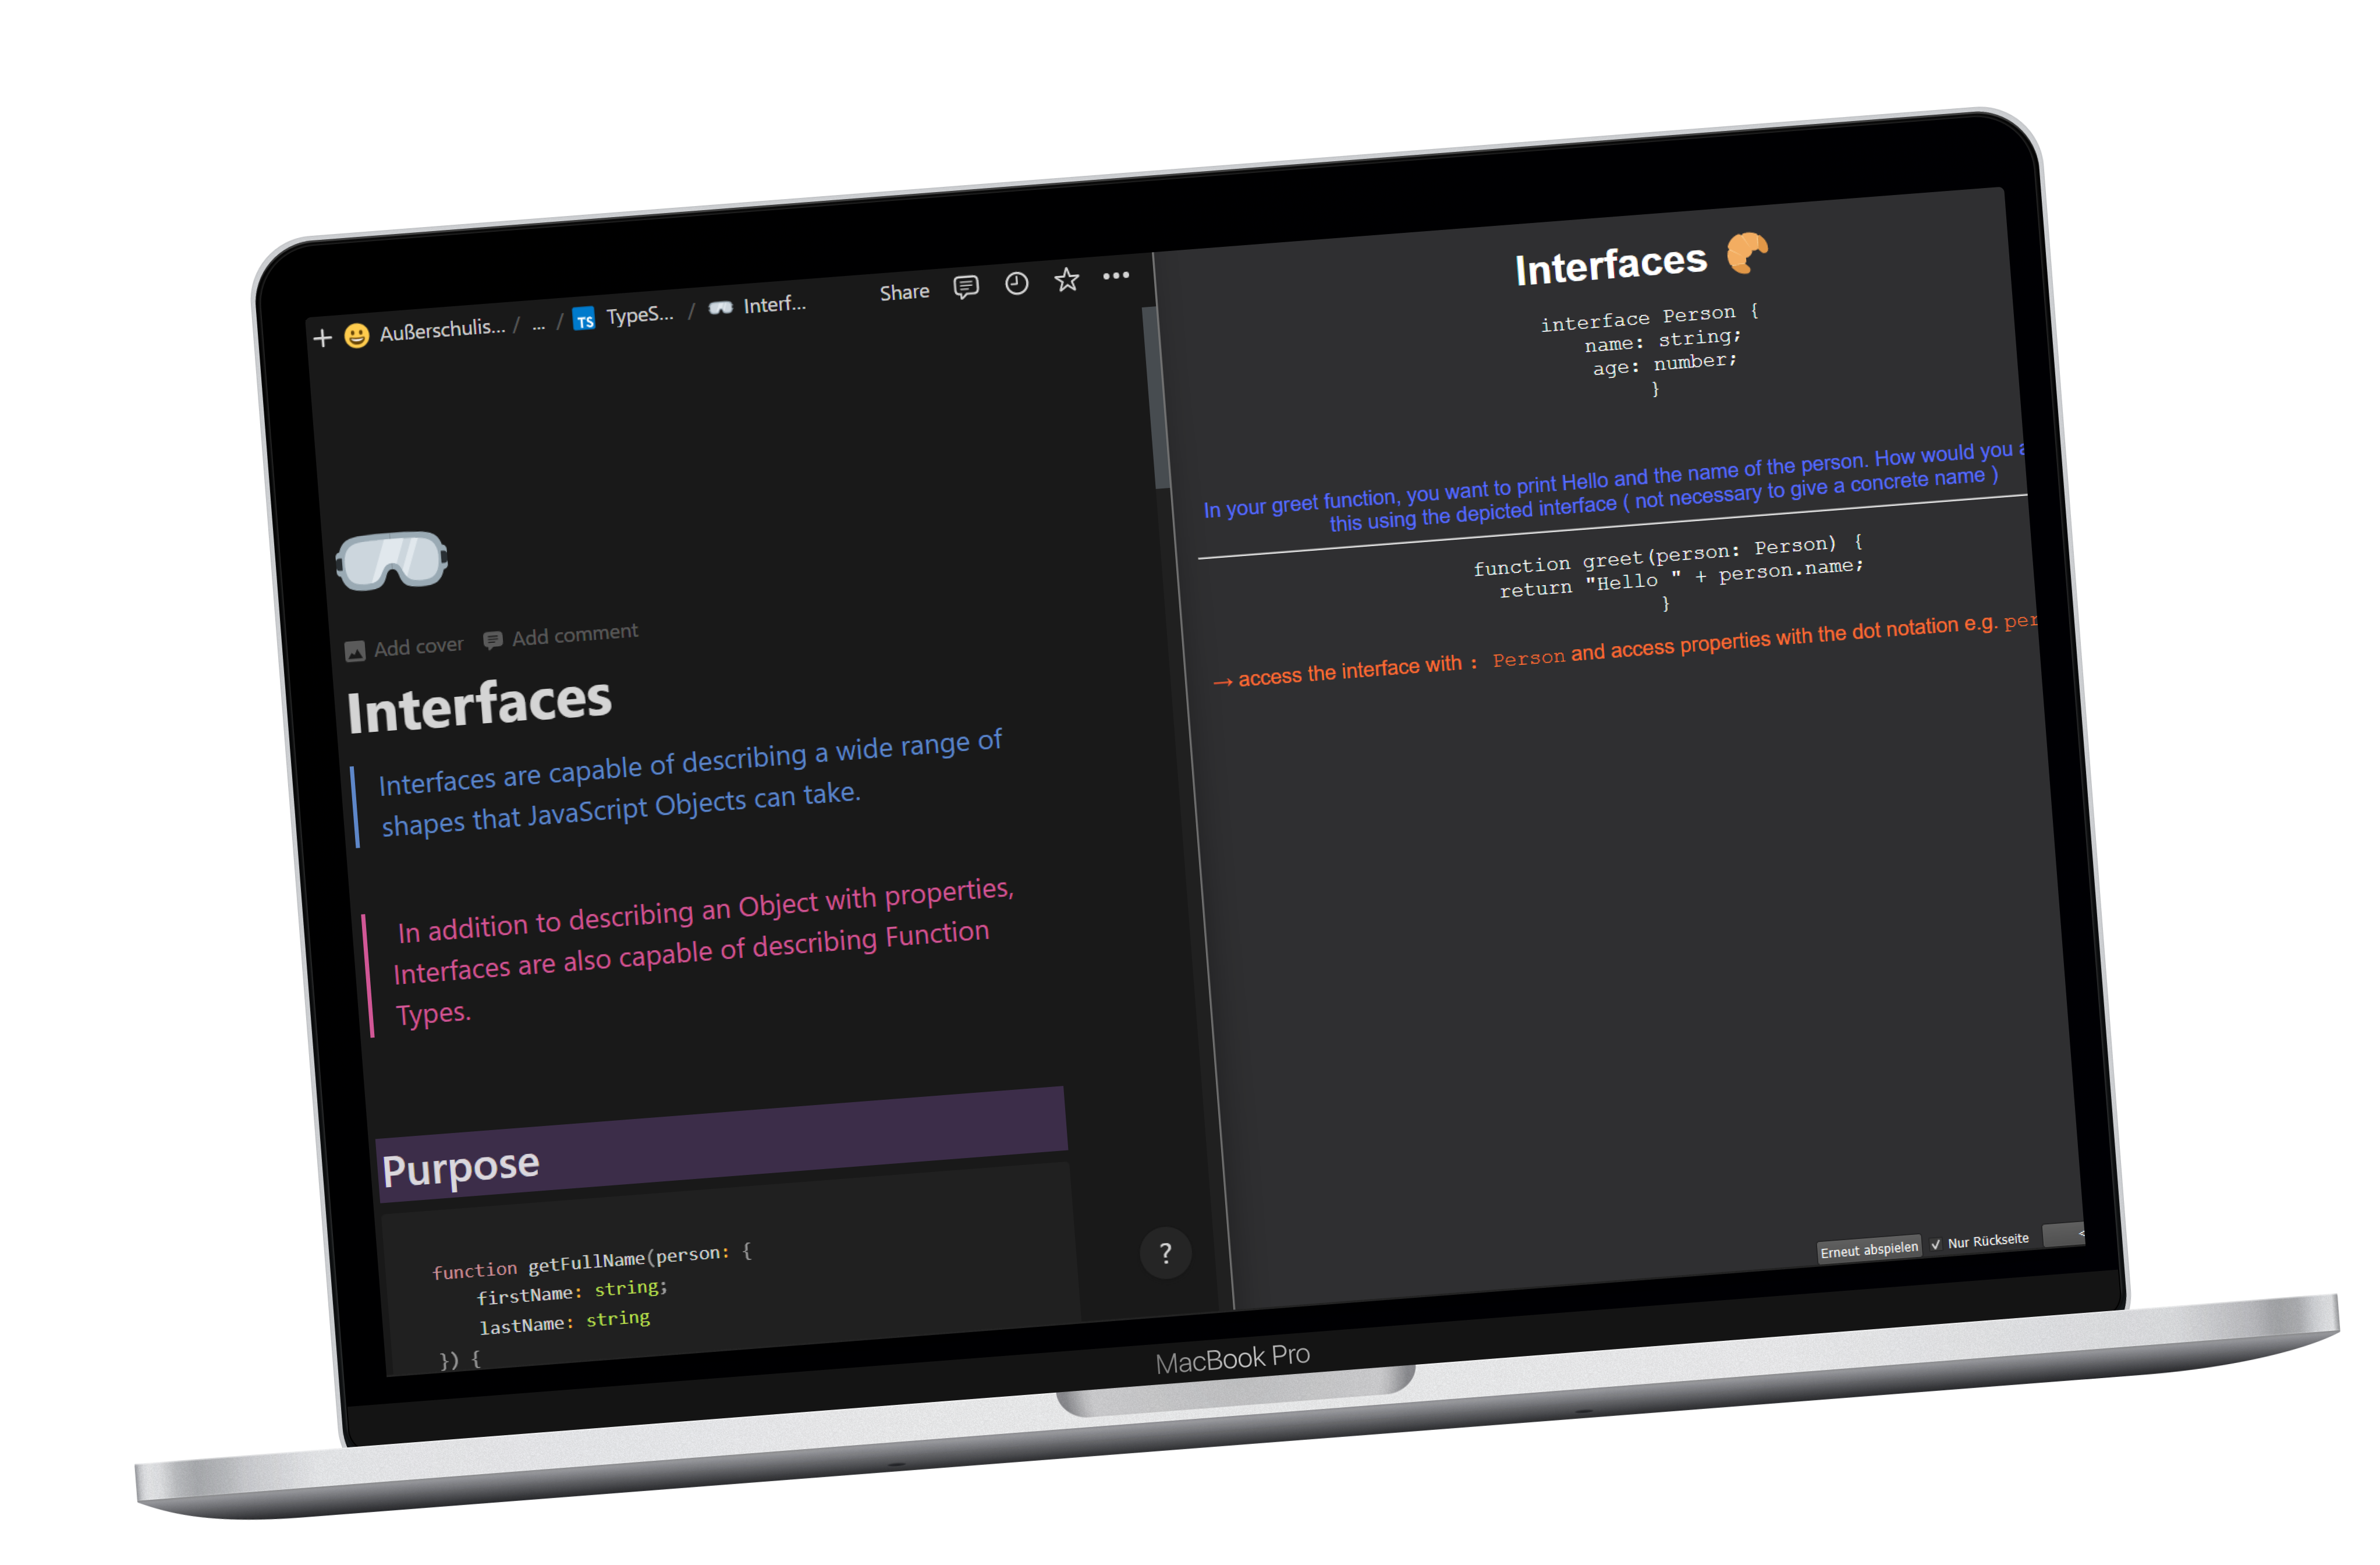 Außerschulis... / ... / TS TypeS... / Interf...
Share
Add cover Add comment
Interfaces
Interfaces are capable of describing a wide range of
shapes that JavaScript Objects can take.
In addition to describing an Object with properties,
Interfaces are also capable of describing Function
Types.
Purpose
function getFullName(person: {
firstName: string;
lastName: string
}) {
?
Interfaces
interface Person {
name: string;
age: number;
}
In your greet function, you want to print Hello and the name of the person. How would you a
this using the depicted interface ( not necessary to give a concrete name )
function greet(person: Person) {
return "Hello " + person.name;
}
→ access the interface with : Person and access properties with the dot notation e.g. per
Erneut abspielen ✓ Nur Rückseite <
MacBook Pro